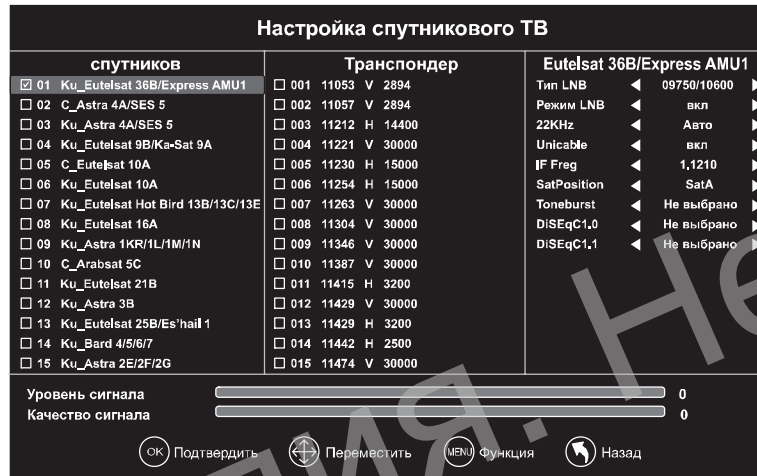 Настройка спутникового ТВ
спутников
☑ 01 Ku_Eutelsat 36B/Express AMU1
☐ 02 C_Astra 4A/SES 5
☐ 03 Ku_Astra 4A/SES 5
☐ 04 Ku_Eutelsat 9B/Ka-Sat 9A
☐ 05 C_Eutelsat 10A
☐ 06 Ku_Eutelsat 10A
☐ 07 Ku_Eutelsat Hot Bird 13B/13C/13E
☐ 08 Ku_Eutelsat 16A
☐ 09 Ku_Astra 1KR/1L/1M/1N
☐ 10 C_Arabsat 5C
☐ 11 Ku_Eutelsat 21B
☐ 12 Ku_Astra 3B
☐ 13 Ku_Eutelsat 25B/Es'hail 1
☐ 14 Ku_Bard 4/5/6/7
☐ 15 Ku_Astra 2E/2F/2G
Транспондер
☐ 001 11053 V 2894
☐ 002 11057 V 2894
☐ 003 11212 H 14400
☐ 004 11221 V 30000
☐ 005 11230 H 15000
☐ 006 11254 H 15000
☐ 007 11263 V 30000
☐ 008 11304 V 30000
☐ 009 11346 V 30000
☐ 010 11387 V 30000
☐ 011 11415 H 3200
☐ 012 11429 V 30000
☐ 013 11429 H 3200
☐ 014 11442 H 2500
☐ 015 11474 V 30000
Eutelsat 36B/Express AMU1
Тип LNB ◀ 09750/10600 ▶
Режим LNB ◀ вкл ▶
22KHz ◀ Авто ▶
Unicable ◀ вкл ▶
IF Freg ◀ 1,1210 ▶
SatPosition ◀ SatA ▶
Toneburst ◀ Не выбрано ▶
DiSEqC1.0 ◀ Не выбрано ▶
DiSEqC1.1 ◀ Не выбрано ▶
Уровень сигнала 0
Качество сигнала 0
OK Подтвердить Переместить MENU Функция Назад